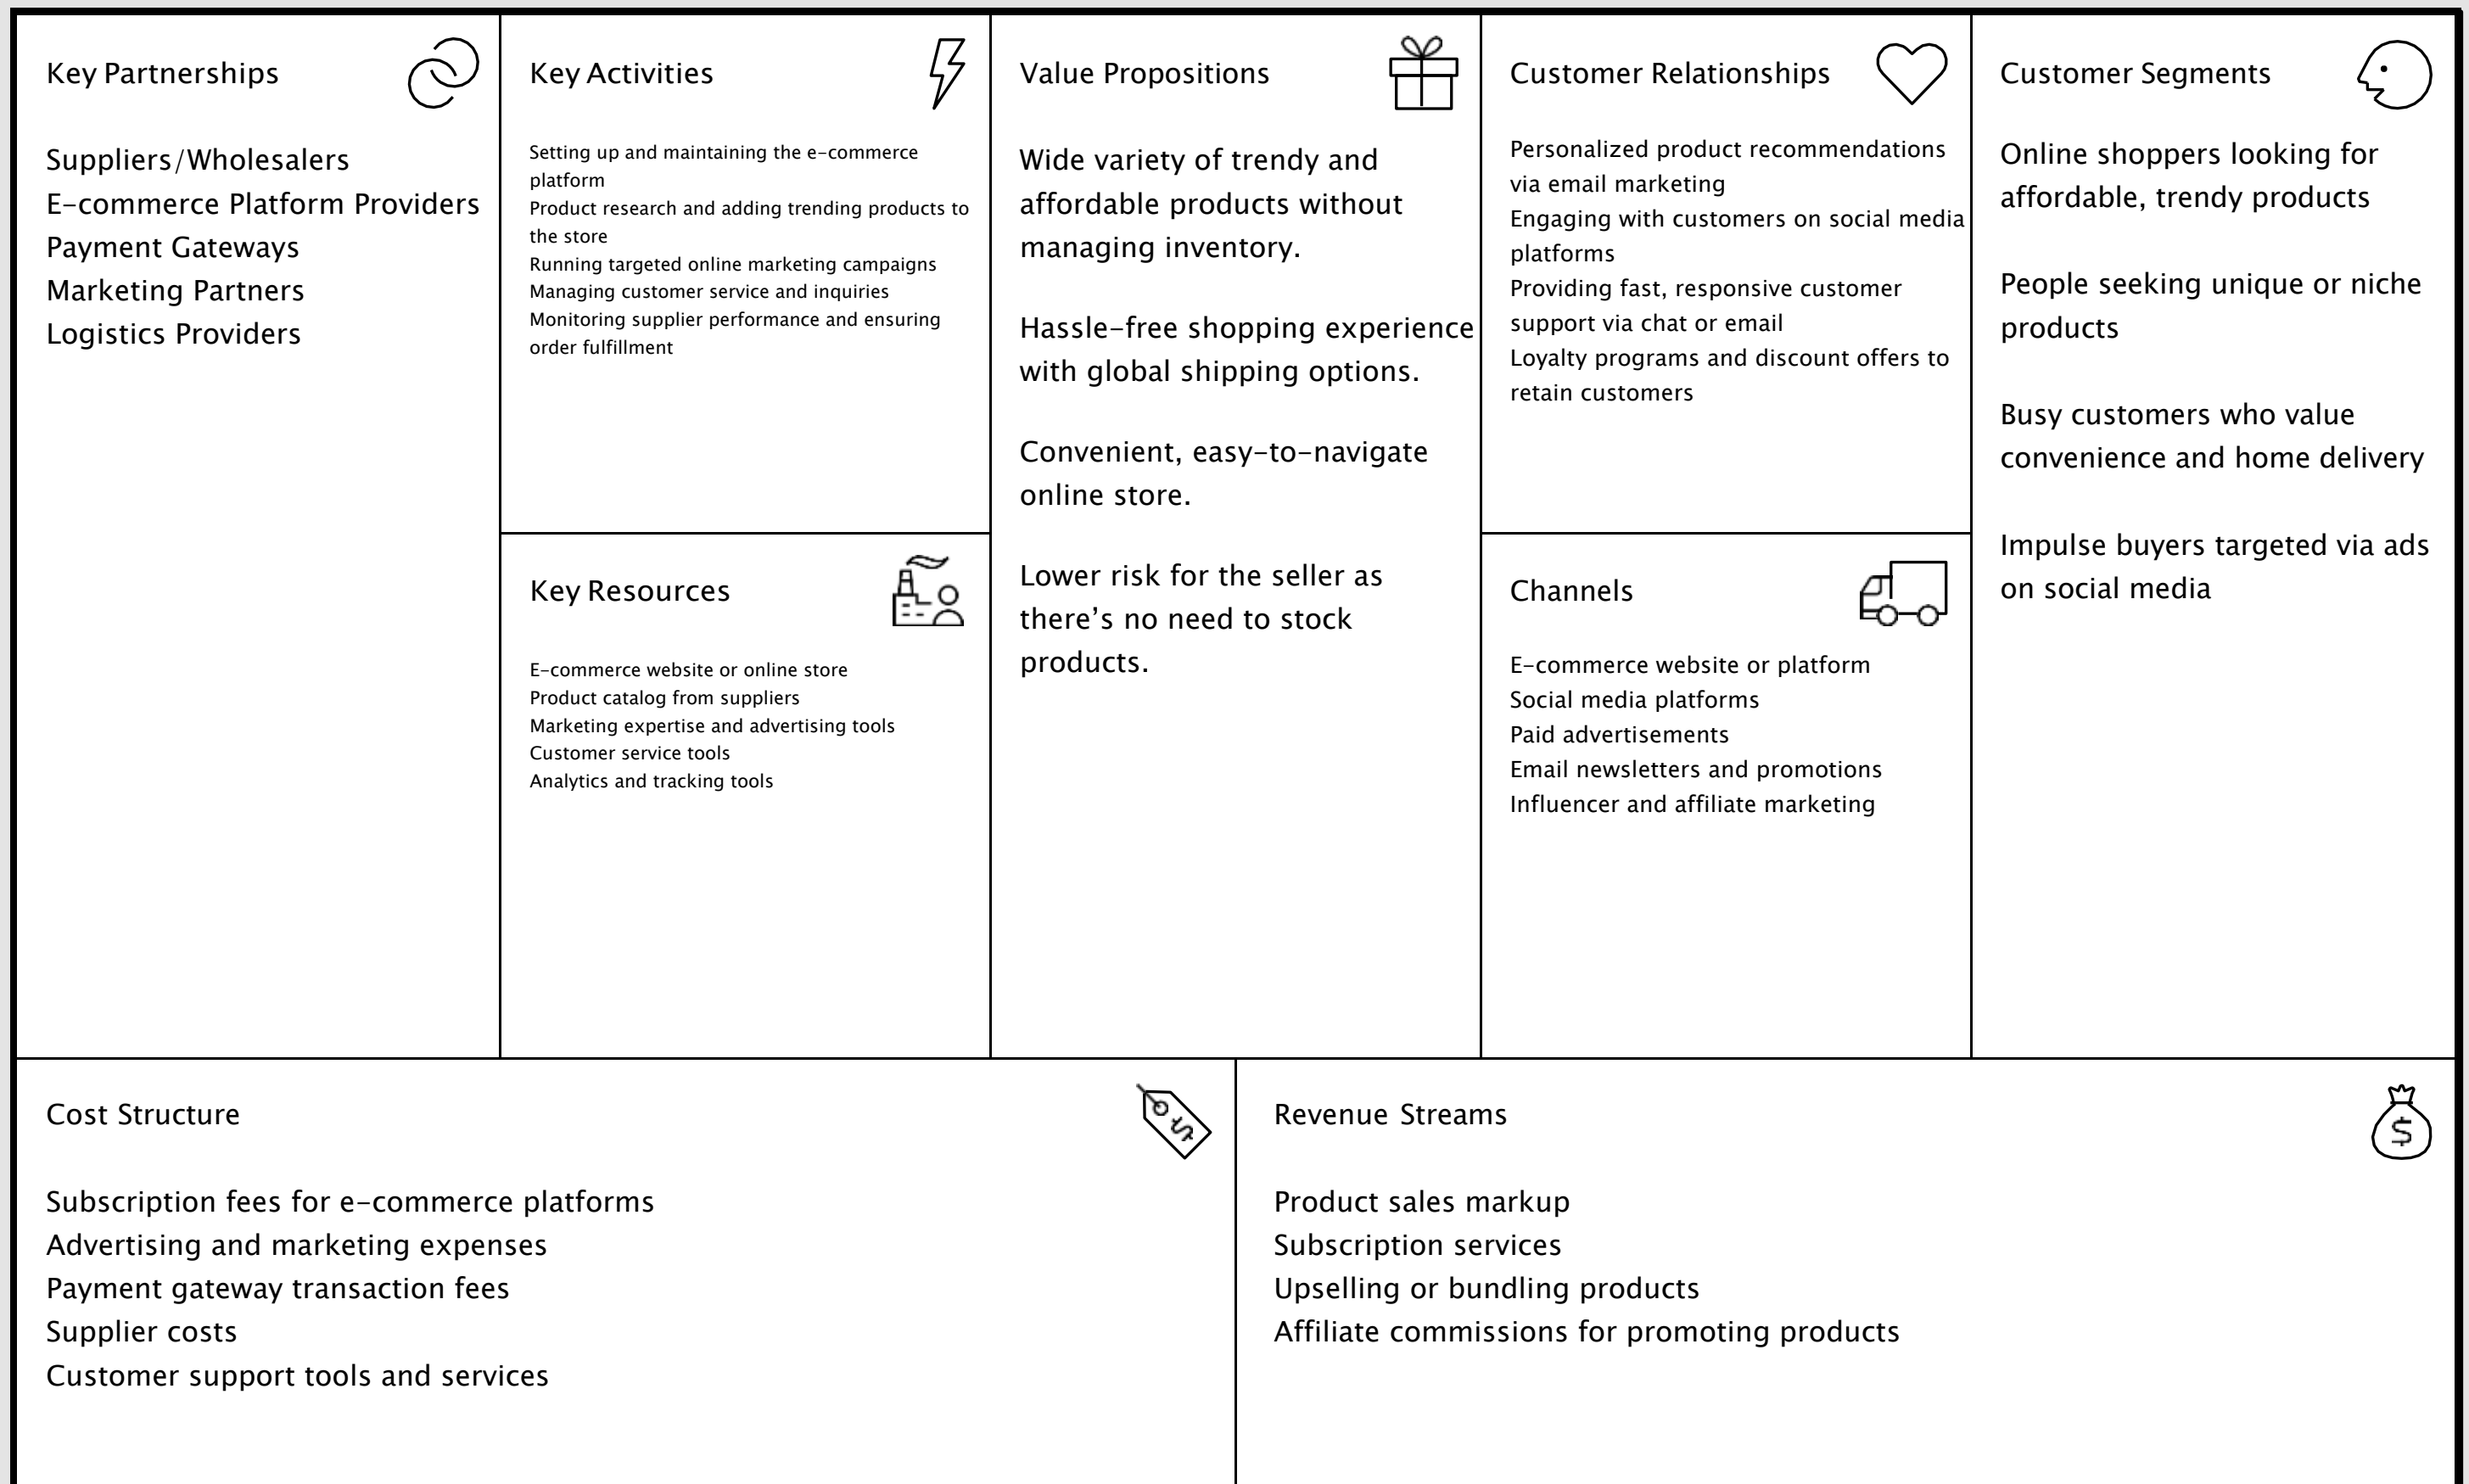 Key Partnerships
Suppliers/Wholesalers
E-commerce Platform Providers
Payment Gateways
Marketing Partners
Logistics Providers
Key Activities
Setting up and maintaining the e-commerce
platform
Product research and adding trending products to
the store
Running targeted online marketing campaigns
Managing customer service and inquiries
Monitoring supplier performance and ensuring
order fulfillment
Key Resources
E-commerce website or online store
Product catalog from suppliers
Marketing expertise and advertising tools
Customer service tools
Analytics and tracking tools
Value Propositions
Wide variety of trendy and
affordable products without
managing inventory.
Hassle-free shopping experience
with global shipping options.
Convenient, easy-to-navigate
online store.
Lower risk for the seller as
there's no need to stock
products.
Customer Relationships
Personalized product recommendations
via email marketing
Engaging with customers on social media
platforms
Providing fast, responsive customer
support via chat or email
Loyalty programs and discount offers to
retain customers
Channels
E-commerce website or platform
Social media platforms
Paid advertisements
Email newsletters and promotions
Influencer and affiliate marketing
Customer Segments
Online shoppers looking for
affordable, trendy products
People seeking unique or niche
products
Busy customers who value
convenience and home delivery
Impulse buyers targeted via ads
on social media
Cost Structure
$
Subscription fees for e-commerce platforms
Advertising and marketing expenses
Payment gateway transaction fees
Supplier costs
Customer support tools and services
Revenue Streams
$
Product sales markup
Subscription services
Upselling or bundling products
Affiliate commissions for promoting products